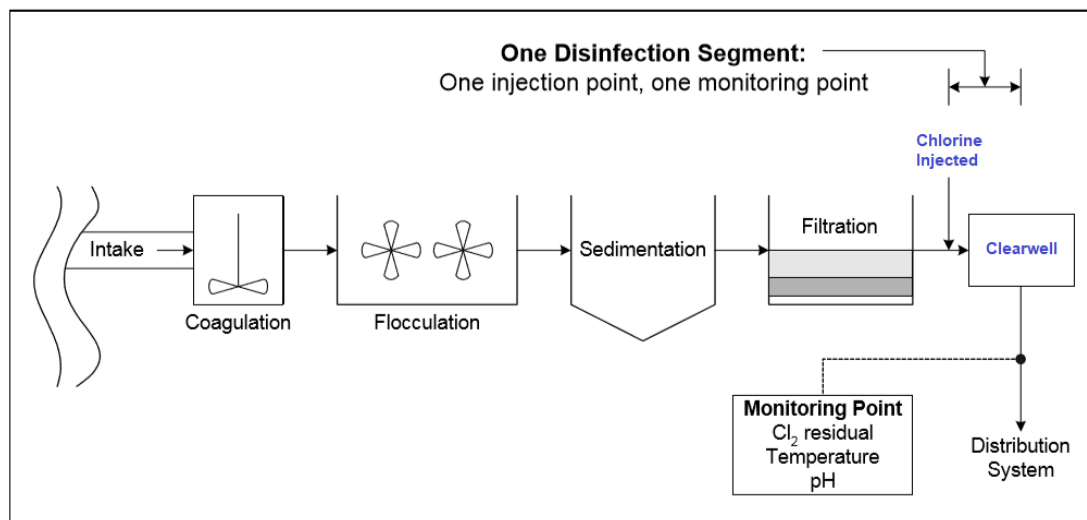 One Disinfection Segment:
One injection point, one monitoring point
Chlorine
Injected
Intake
Coagulation
Flocculation
Sedimentation
Filtration
Clearwell
Monitoring Point
Cl₂ residual
Temperature
pH
Distribution
System